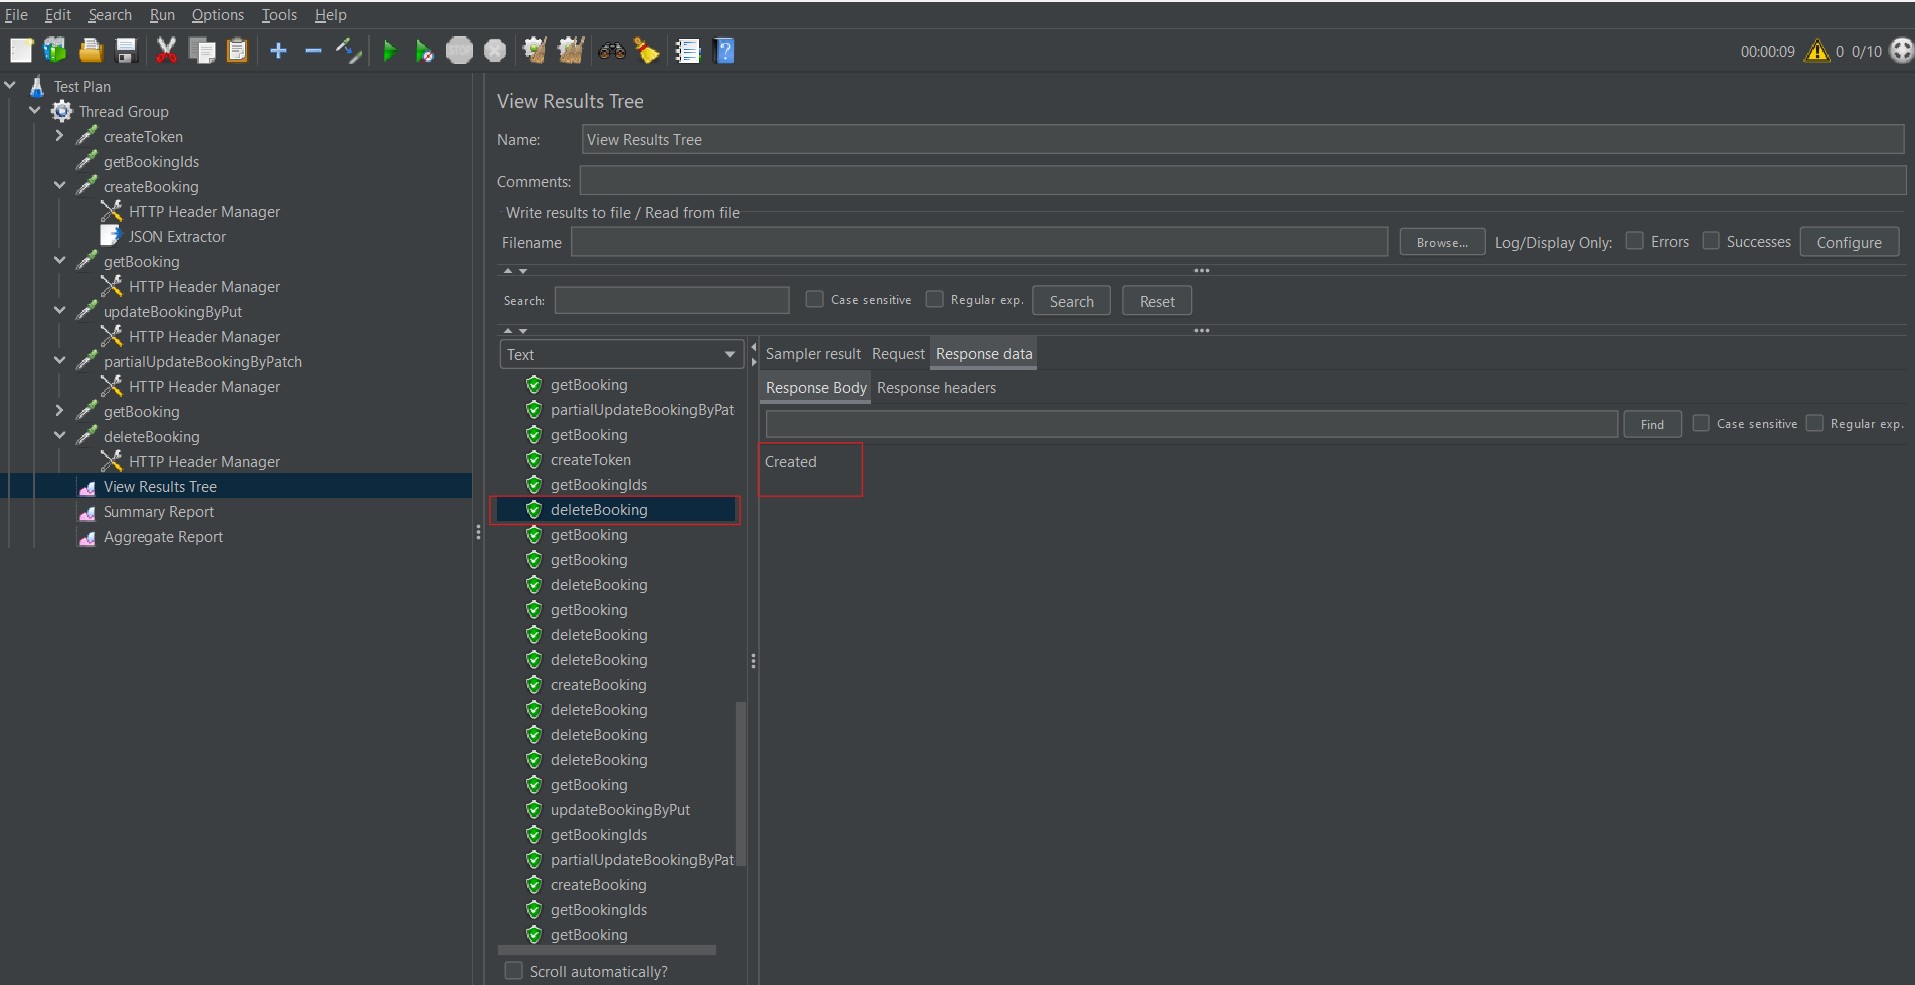 File Edit Search Run Options Tools Help
STOP
00:00:09 0 0/10
Test Plan
Thread Group
createToken
getBookingIds
createBooking
HTTP Header Manager
JSON Extractor
getBooking
HTTP Header Manager
updateBookingByPut
HTTP Header Manager
partialUpdateBookingByPatch
HTTP Header Manager
getBooking
deleteBooking
HTTP Header Manager
View Results Tree
Summary Report
Aggregate Report
View Results Tree
Name: View Results Tree
Comments:
Write results to file / Read from file
Filename Browse... Log/Display Only: Errors Successes Configure
Search: Case sensitive Regular exp. Search Reset
Text
getBooking
partialUpdateBookingByPat
getBooking
createToken
getBookingIds
deleteBooking
getBooking
getBooking
deleteBooking
getBooking
deleteBooking
deleteBooking
createBooking
deleteBooking
deleteBooking
deleteBooking
getBooking
updateBookingByPut
getBookingIds
partialUpdateBookingByPat
createBooking
getBookingIds
getBooking
Scroll automatically?
Sampler result Request Response data
Response Body Response headers
Find Case sensitive Regular exp.
Created